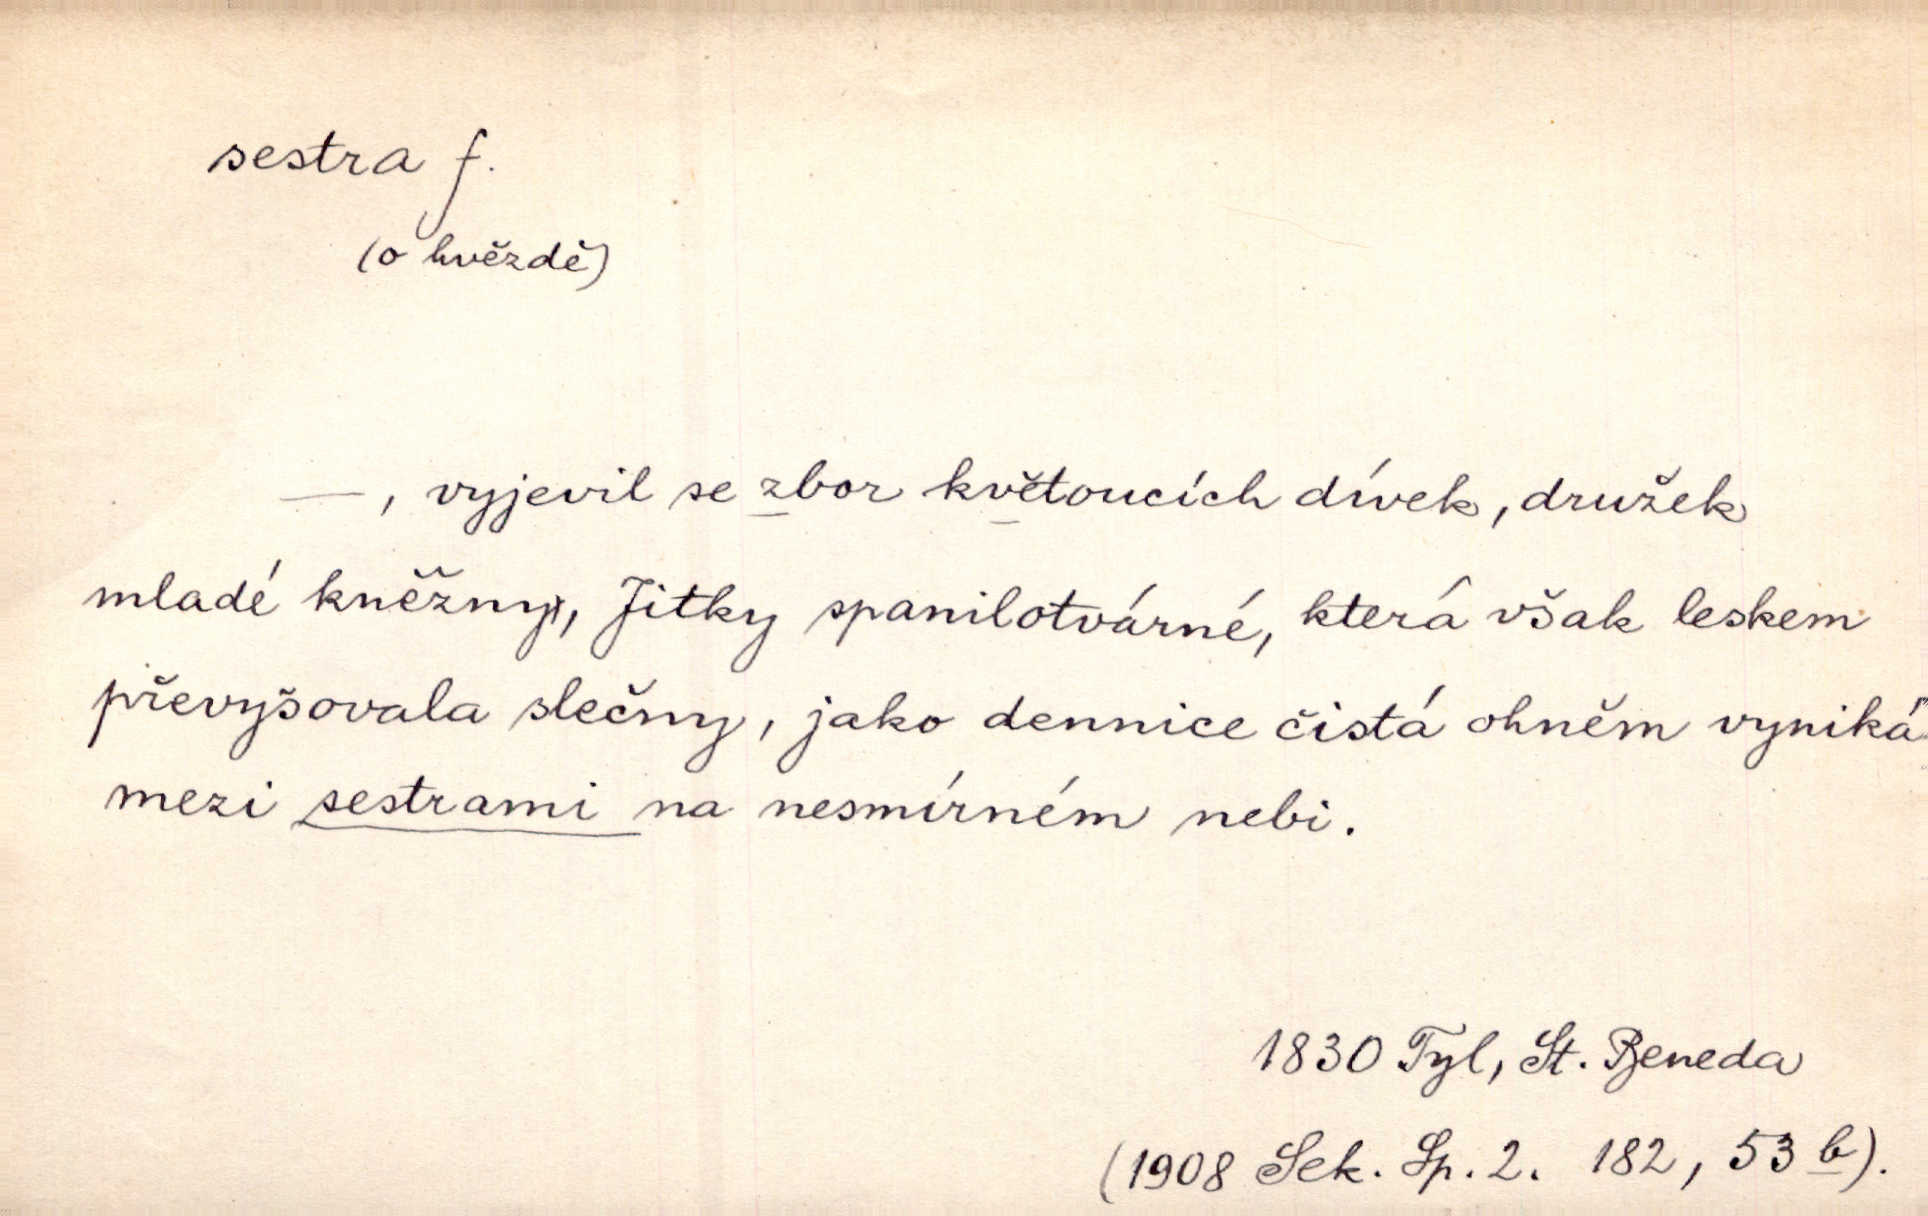 sestra f.
(o hvězdě)
—, vyjevil se zbor květoucích dívek, družek
mladé kněžny, Jitky spanilotvárné, která však leskem
převyšovala slečny, jako dennice čistá ohněm vyniká
mezi sestrami na nesmírném nebi.
1830 Tyl, St. Beneda
(1908 Sek. Sp. 2. 182, 53 b).